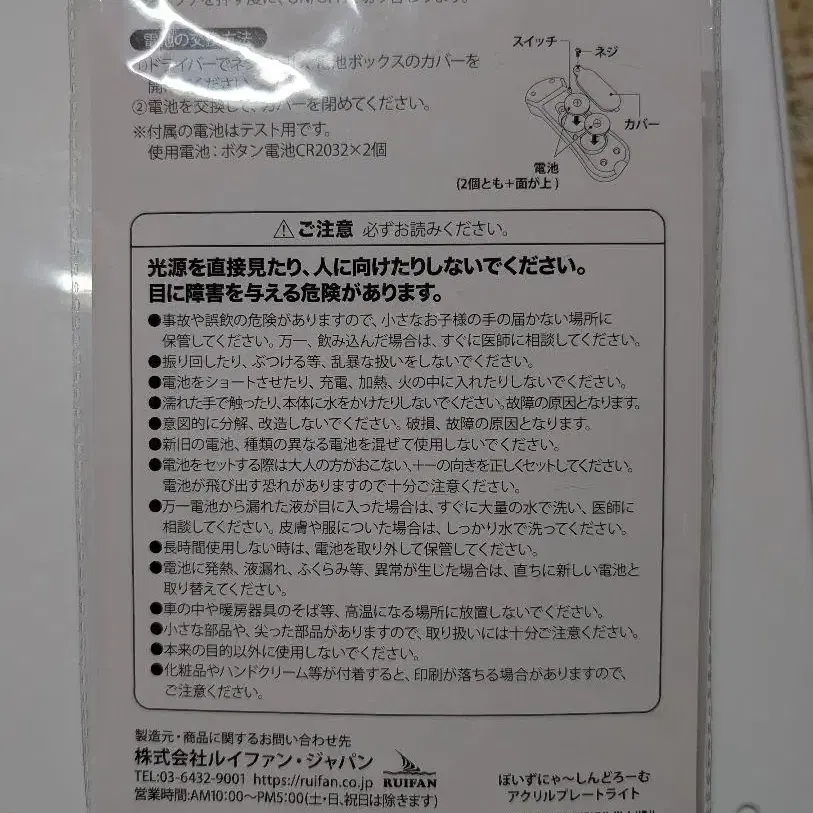 電池の交換方法
①ドライバーでネジ
池ボックスのカバーを
②電池を交換して、カバーを閉めてください。
※付属の電池はテスト用です。
使用電池：ボタン電池CR2032×2個
スイッチ
ネジ
カバー
電池
(2個とも＋面が上)
⚠ご注意 必ずお読みください。
光源を直接見たり、人に向けたりしないでください。
目に障害を与える危険があります。
●事故や誤飲の危険がありますので、小さなお子様の手の届かない場所に
保管してください。万一、飲み込んだ場合は、すぐに医師に相談してください。
●振り回したり、ぶつける等、乱暴な扱いをしないでください。
●電池をショートさせたり、充電、加熱、火の中に入れたりしないでください。
●濡れた手で触ったり、本体に水をかけたりしないでください。故障の原因となります。
●意図的に分解、改造しないでください。破損、故障の原因となります。
●新旧の電池、種類の異なる電池を混ぜて使用しないでください。
●電池をセットする際は大人の方がおこない、＋－の向きを正しくセットしてください。
電池が飛び出す恐れがありますので十分ご注意ください。
●万一電池から漏れた液が目に入った場合は、すぐに大量の水で洗い、医師に
相談してください。皮膚や服についた場合は、しっかり水で洗ってください。
●長時間使用しない時は、電池を取り外して保管してください。
●電池に発熱、液漏れ、ふくらみ等、異常が生じた場合は、直ちに新しい電池と
取り替えてください。
●車の中や暖房器具のそば等、高温になる場所に放置しないでください。
●小さな部品や、尖った部品がありますので、取り扱いには十分ご注意ください。
●本来の目的以外に使用しないでください。
●化粧品やハンドクリーム等が付着すると、印刷が落ちる場合がありますので、
ご注意ください。
製造元・商品に関するお問い合わせ先
株式会社ルイファン・ジャパン
TEL:03-6432-9001 https://ruifan.co.jp RUIFAN
営業時間:AM10:00～PM5:00(土・日、祝日は除きます)
ぽいずにゃ～しんどろーむ
アクリルプレートライト